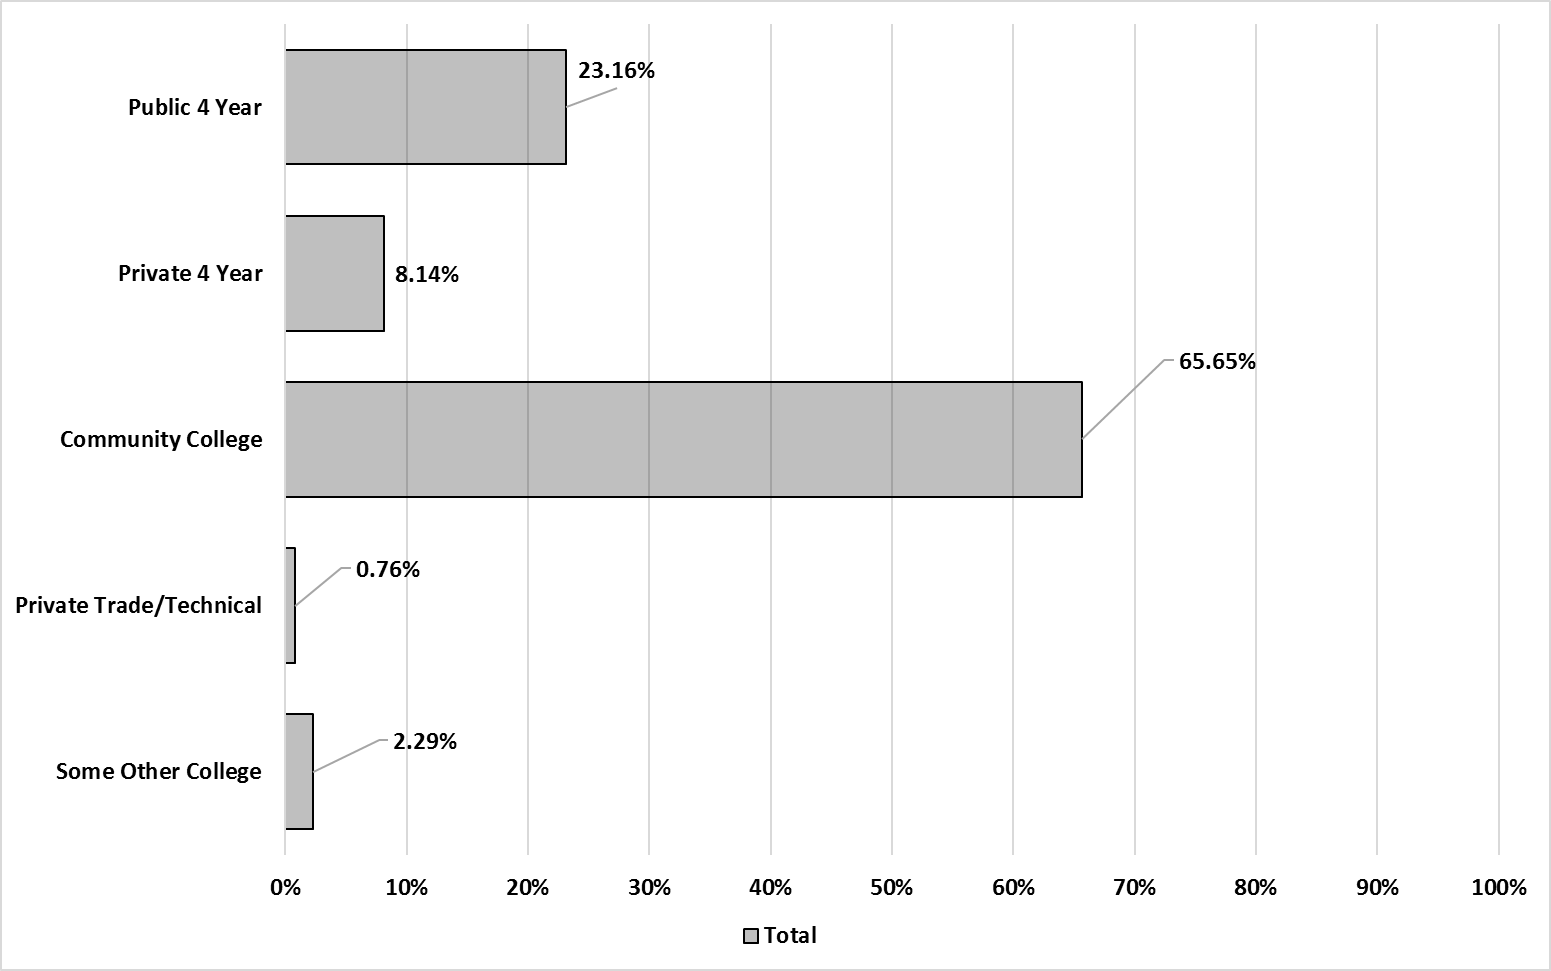 Public 4 Year
23.16%
Private 4 Year
8.14%
Community College
65.65%
Private Trade/Technical
0.76%
Some Other College
2.29%
0% 10% 20% 30% 40% 50% 60% 70% 80% 90% 100%
Total